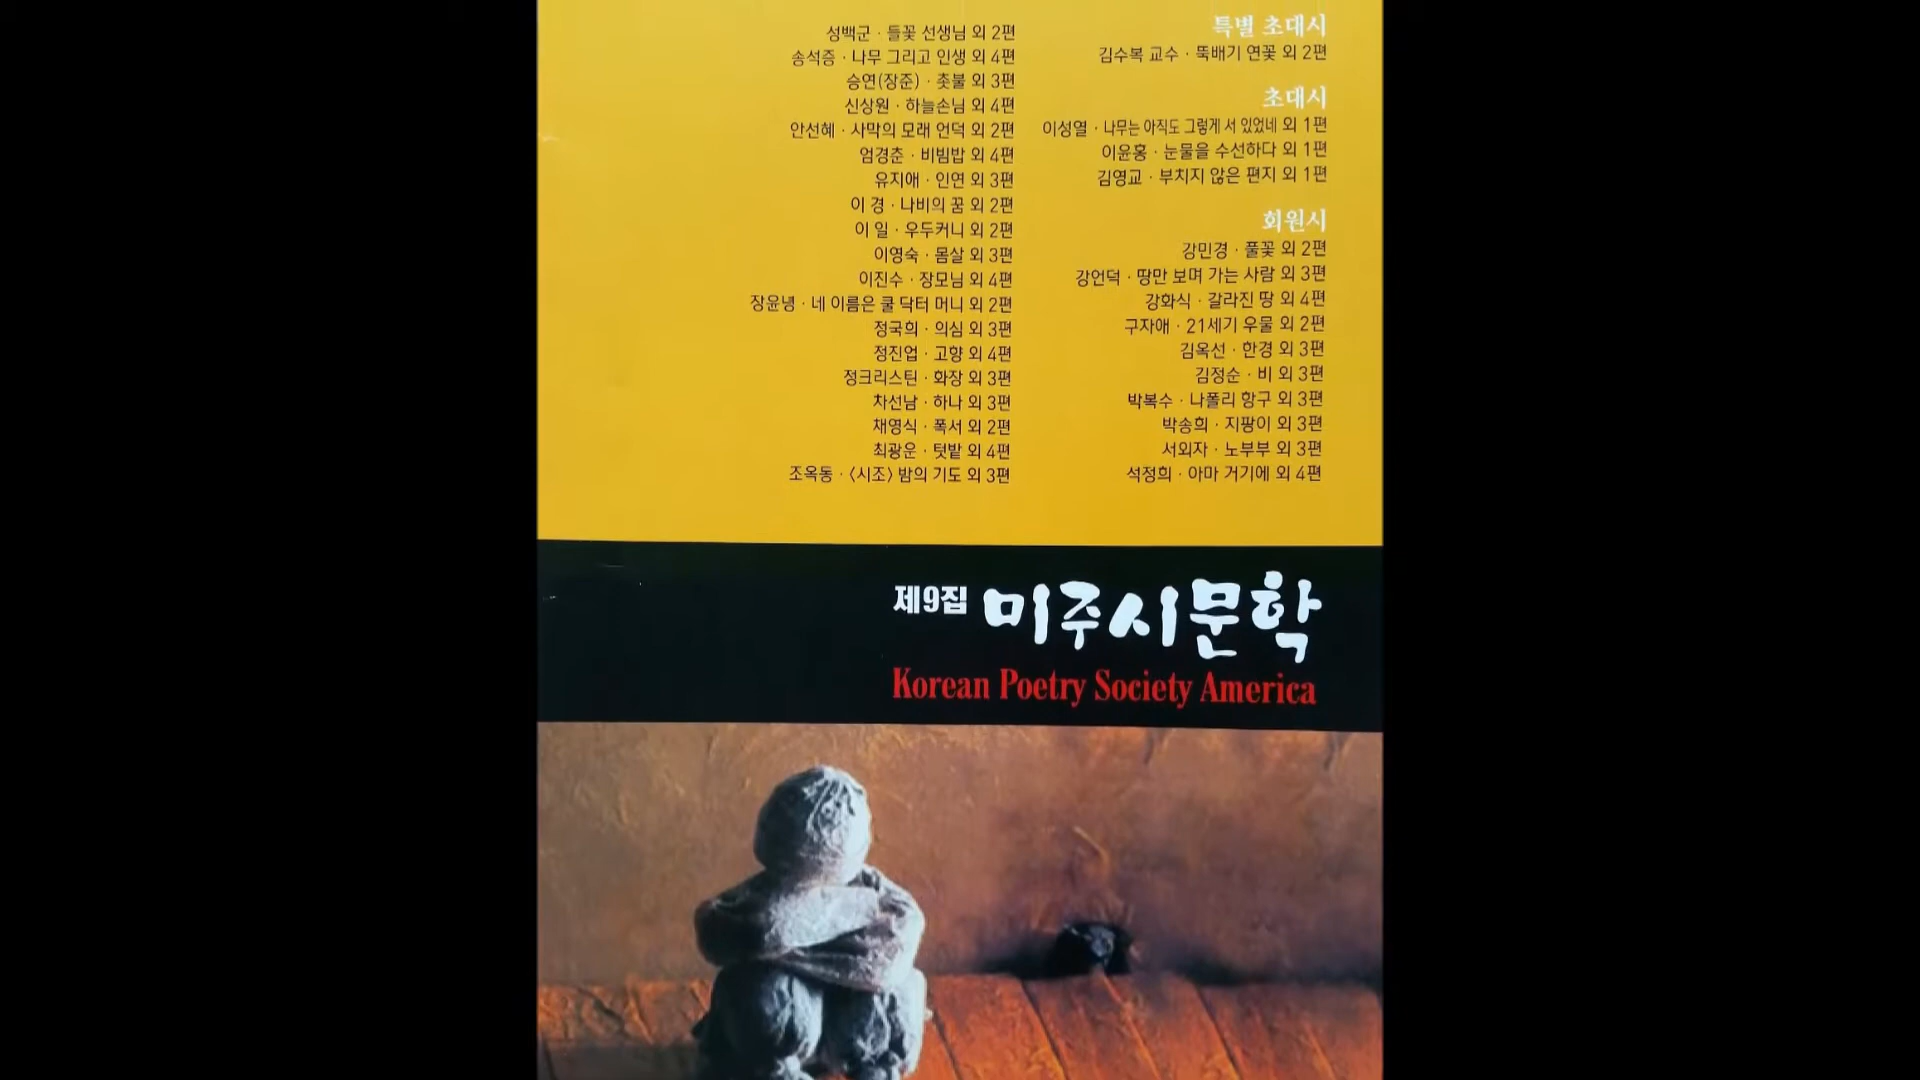 특별 초대시
김수복 교수 · 뚝배기 연꽃 외 2편
초대시
이성열 · 나무는 아직도 그렇게 서 있었네 외 1편
이윤홍 · 눈물을 수선하다 외 1편
김영교 · 부치지 않은 편지 외 1편
회원시
강민경 · 풀꽃 외 2편
강언덕 · 땅만 보며 가는 사람 외 3편
강화식 · 갈라진 땅 외 4편
구자애 · 21세기 우물 외 2편
김옥선 · 한경 외 3편
김정순 · 비 외 3편
박복수 · 나폴리 항구 외 3편
박송희 · 지팡이 외 3편
서외자 · 노부부 외 3편
석정희 · 아마 거기에 외 4편
성백군 · 들꽃 선생님 외 2편
송석증 · 나무 그리고 인생 외 4편
승연(장준) · 촛불 외 3편
신상원 · 하늘손님 외 4편
안선혜 · 사막의 모래 언덕 외 2편
엄경춘 · 비빔밥 외 4편
유지애 · 인연 외 3편
이 경 · 나비의 꿈 외 2편
이 일 · 우두커니 외 2편
이영숙 · 몸살 외 3편
이진수 · 장모님 외 4편
장윤녕 · 네 이름은 쿨 닥터 머니 외 2편
정국희 · 의심 외 3편
정진업 · 고향 외 4편
정크리스틴 · 화장 외 3편
차선남 · 하나 외 3편
채영식 · 폭서 외 2편
최광운 · 텃밭 외 4편
조옥동 · 〈시조〉 밤의 기도 외 3편
제9집 미주시문학
Korean Poetry Society America